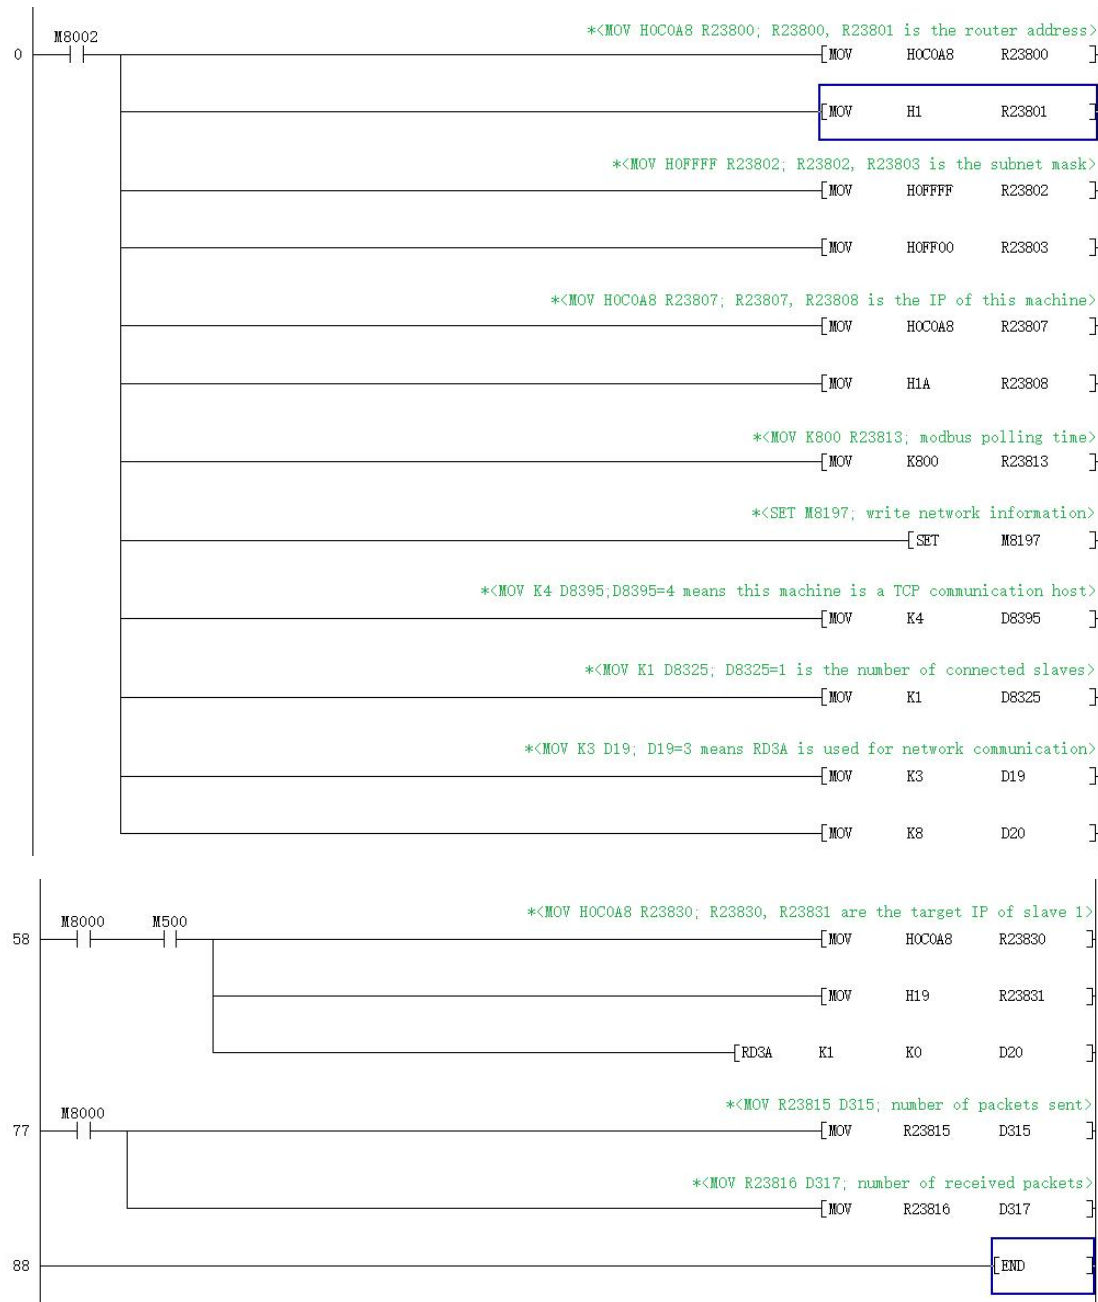 M8002
*<MOV H0C0A8 R23800; R23800, R23801 is the router address>
0 [MOV H0C0A8 R23800 ]
[MOV H1 R23801 ]
*<MOV H0FFFF R23802; R23802, R23803 is the subnet mask>
[MOV H0FFFF R23802 ]
[MOV H0FF00 R23803 ]
*<MOV H0C0A8 R23807; R23807, R23808 is the IP of this machine>
[MOV H0C0A8 R23807 ]
[MOV H1A R23808 ]
*<MOV K800 R23813; modbus polling time>
[MOV K800 R23813 ]
*<SET M8197; write network information>
[SET M8197 ]
*<MOV K4 D8395;D8395=4 means this machine is a TCP communication host>
[MOV K4 D8395 ]
*<MOV K1 D8325; D8325=1 is the number of connected slaves>
[MOV K1 D8325 ]
*<MOV K3 D19; D19=3 means RD3A is used for network communication>
[MOV K3 D19 ]
[MOV K8 D20 ]
*<MOV H0C0A8 R23830; R23830, R23831 are the target IP of slave 1>
M8000 M500
58 [MOV H0C0A8 R23830 ]
[MOV H19 R23831 ]
[RD3A K1 K0 D20 ]
*<MOV R23815 D315; number of packets sent>
M8000
77 [MOV R23815 D315 ]
*<MOV R23816 D317; number of received packets>
[MOV R23816 D317 ]
88 [END ]